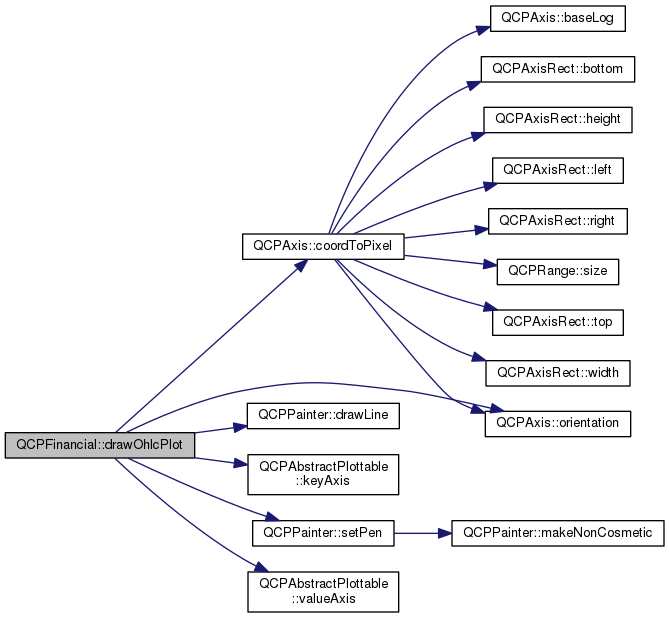 QCPAxis::baseLog
QCPAxisRect::bottom
QCPAxisRect::height
QCPAxisRect::left
QCPAxisRect::right
QCPAxis::coordToPixel
QCPRange::size
QCPAxisRect::top
QCPAxisRect::width
QCPAxis::orientation
QCPPainter::drawLine
QCPFinancial::drawOhlcPlot
QCPAbstractPlottable
::keyAxis
QCPPainter::setPen
QCPPainter::makeNonCosmetic
QCPAbstractPlottable
::valueAxis